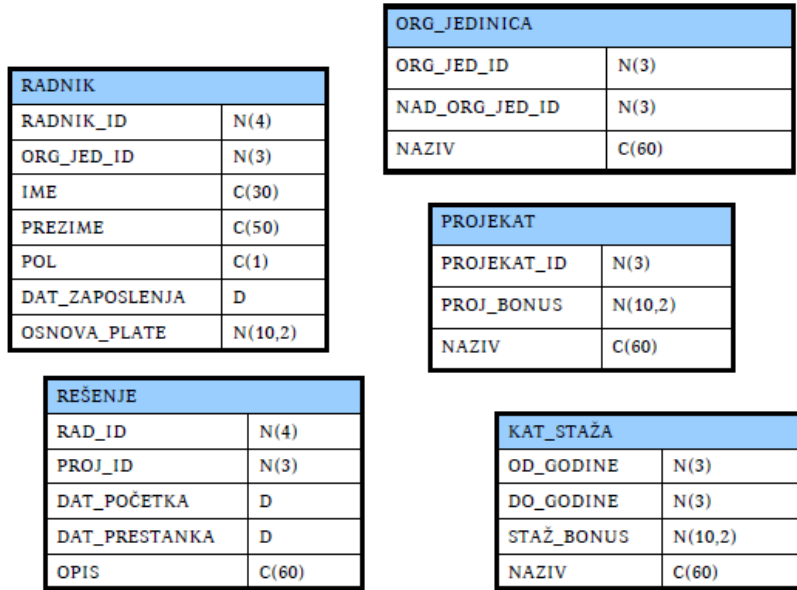 ORG_JEDINICA
ORG_JED_ID N(3)
NAD_ORG_JED_ID N(3)
NAZIV C(60)
RADNIK
RADNIK_ID N(4)
ORG_JED_ID N(3)
IME C(30)
PREZIME C(50)
POL C(1)
DAT_ZAPOSLENJA D
OSNOVA_PLATE N(10,2)
PROJEKAT
PROJEKAT_ID N(3)
PROJ_BONUS N(10,2)
NAZIV C(60)
REŠENJE
RAD_ID N(4)
PROJ_ID N(3)
DAT_POČETKA D
DAT_PRESTANKA D
OPIS C(60)
KAT_STAŽA
OD_GODINE N(3)
DO_GODINE N(3)
STAŽ_BONUS N(10,2)
NAZIV C(60)